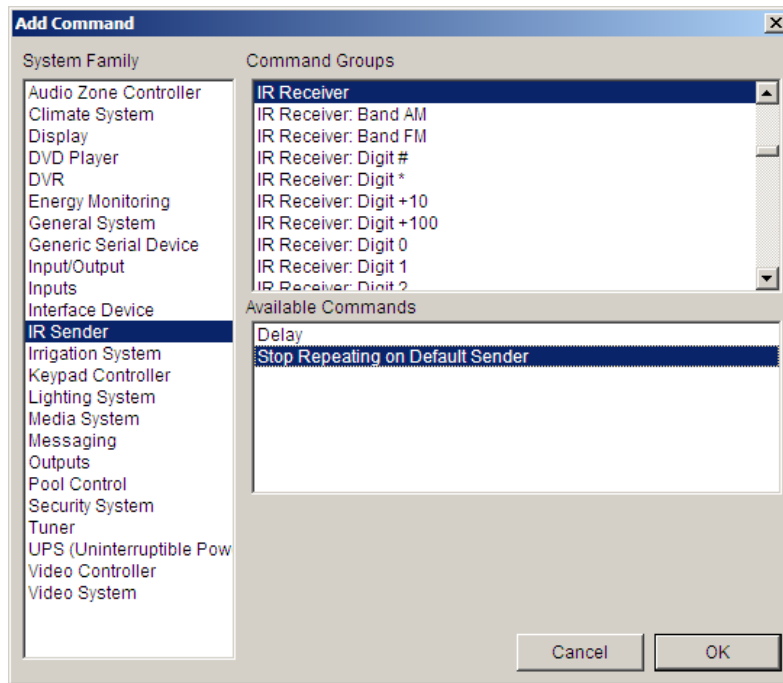 Add Command
System Family
Audio Zone Controller
Climate System
Display
DVD Player
DVR
Energy Monitoring
General System
Generic Serial Device
Input/Output
Inputs
Interface Device
IR Sender
Irrigation System
Keypad Controller
Lighting System
Media System
Messaging
Outputs
Pool Control
Security System
Tuner
UPS (Uninterruptible Pow
Video Controller
Video System
Command Groups
IR Receiver
IR Receiver: Band AM
IR Receiver: Band FM
IR Receiver: Digit #
IR Receiver: Digit *
IR Receiver: Digit +10
IR Receiver: Digit +100
IR Receiver: Digit 0
IR Receiver: Digit 1
IR Receiver: Digit 2
Available Commands
Delay
Stop Repeating on Default Sender
Cancel
OK